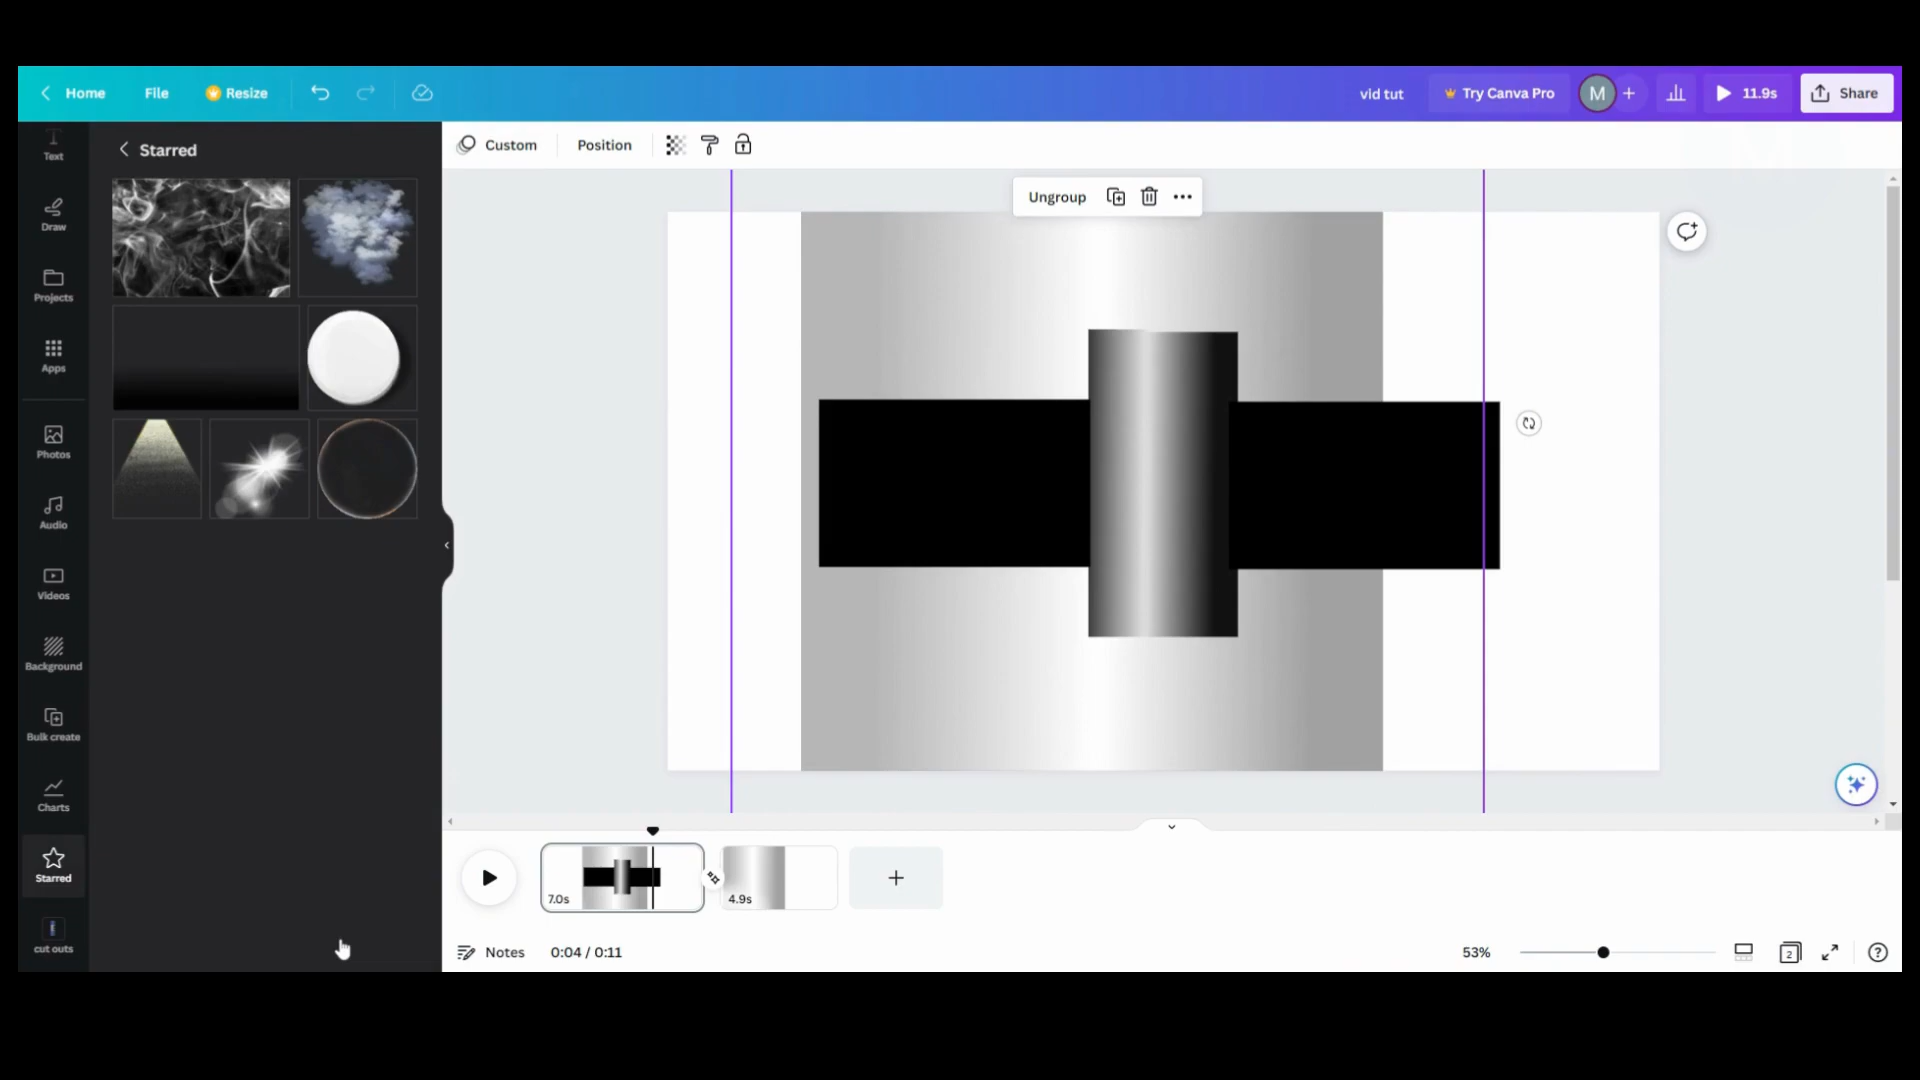 Home File Resize vid tut Try Canva Pro M + 11.9s Share
Text
Draw
Projects
Apps
Photos
Audio
Videos
Background
Bulk create
Charts
Starred
cut outs
Starred
Custom Position
Ungroup
7.0s 4.9s
Notes 0:04 / 0:11 53% 2 ?